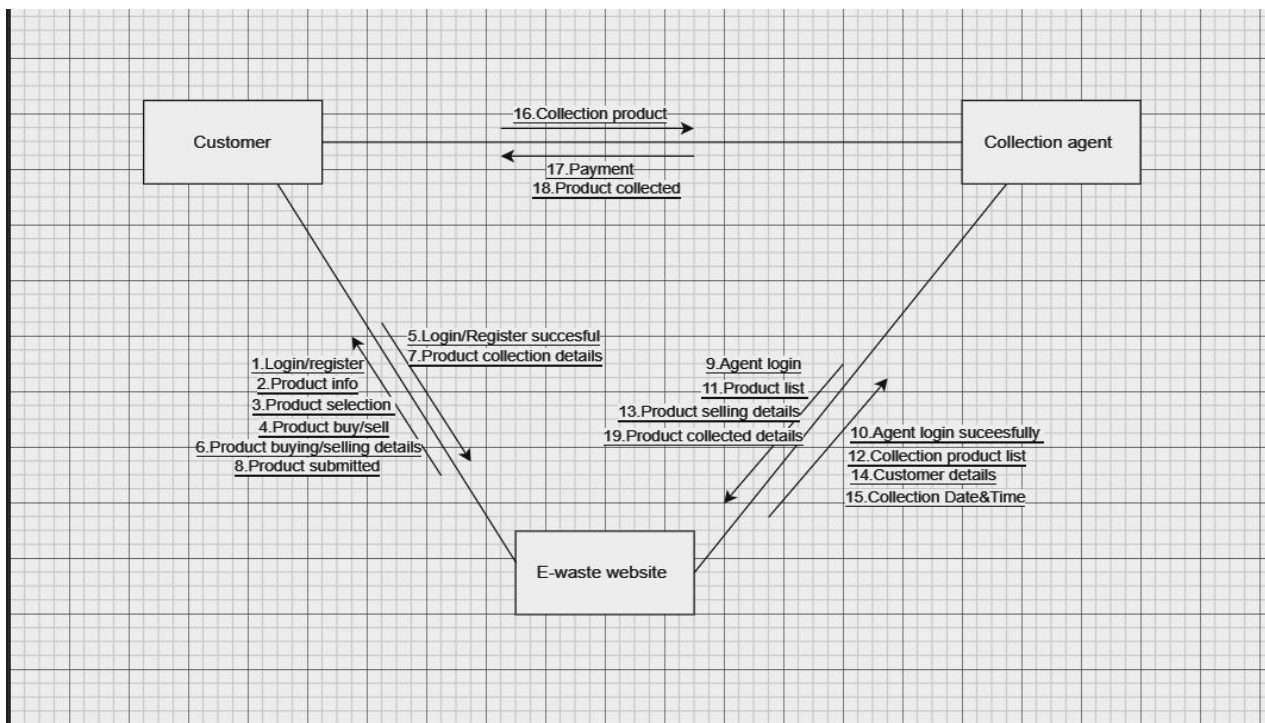 16.Collection product
Customer
Collection agent
17.Payment
18.Product collected
5.Login/Register succesful
7.Product collection details
1.Login/register
2.Product info
3.Product selection
4.Product buy/sell
6.Product buying/selling details
8.Product submitted
9.Agent login
11.Product list
13.Product selling details
19.Product collected details
10.Agent login suceesfully
12.Collection product list
14.Customer details
15.Collection Date&Time
E-waste website